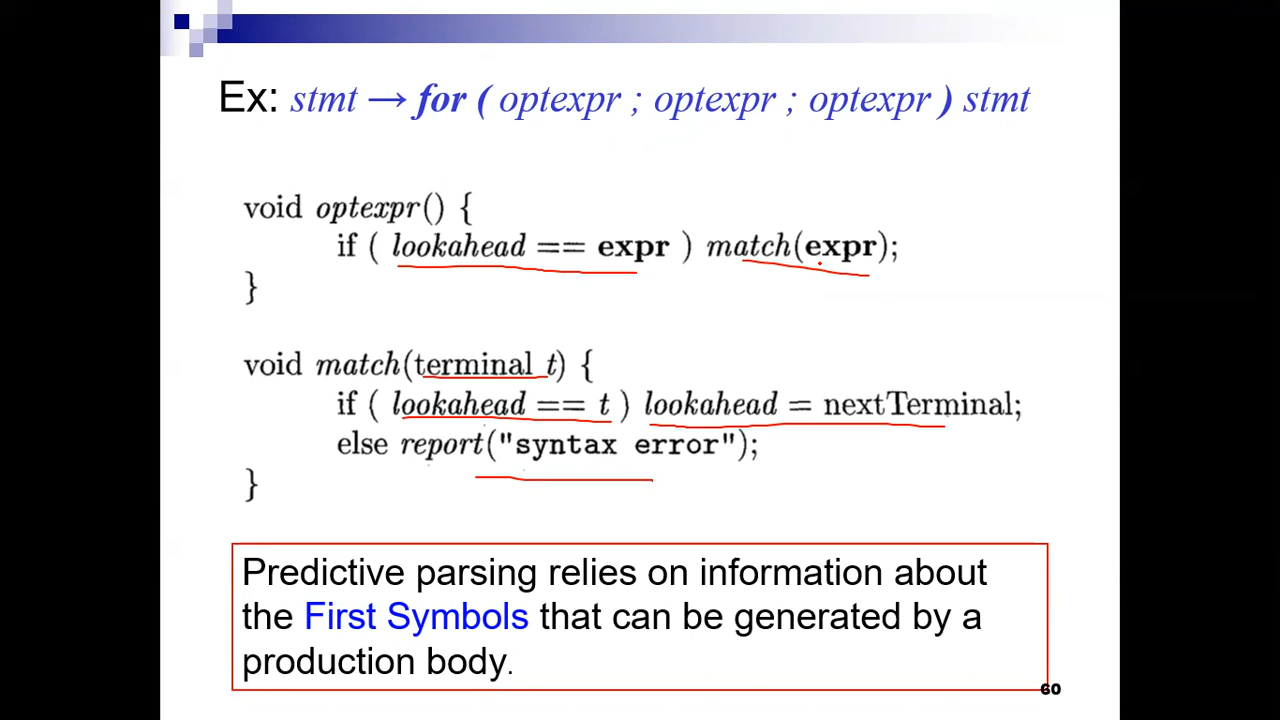 Ex: stmt → for ( optexpr ; optexpr ; optexpr ) stmt
void optexpr() {
if ( lookahead == expr ) match(expr);
}
void match(terminal t) {
if ( lookahead == t ) lookahead = nextTerminal;
else report("syntax error");
}
Predictive parsing relies on information about
the First Symbols that can be generated by a
production body.
60